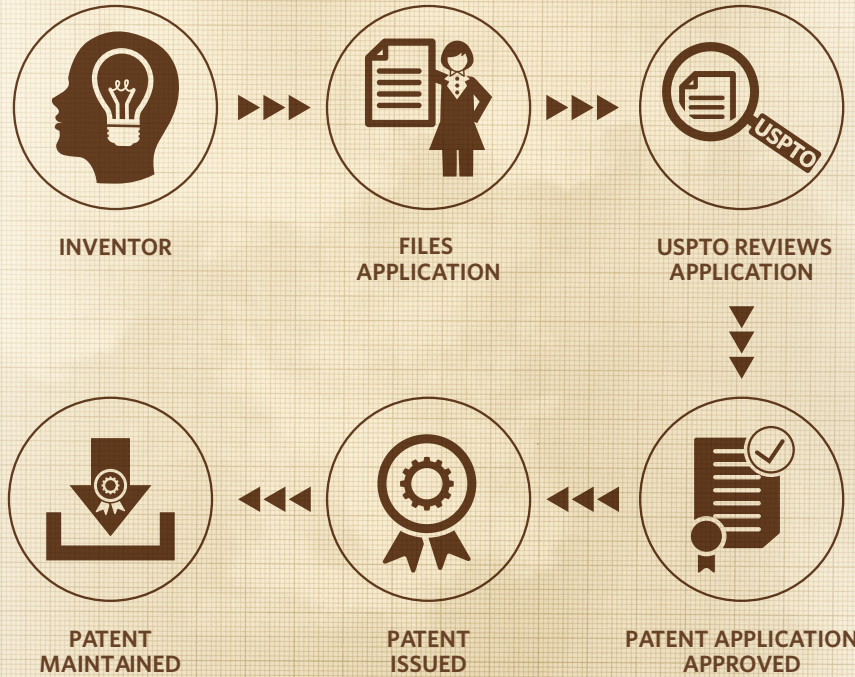 USPTO
INVENTOR
FILES
APPLICATION
USPTO REVIEWS
APPLICATION
PATENT
MAINTAINED
PATENT
ISSUED
PATENT APPLICATION
APPROVED